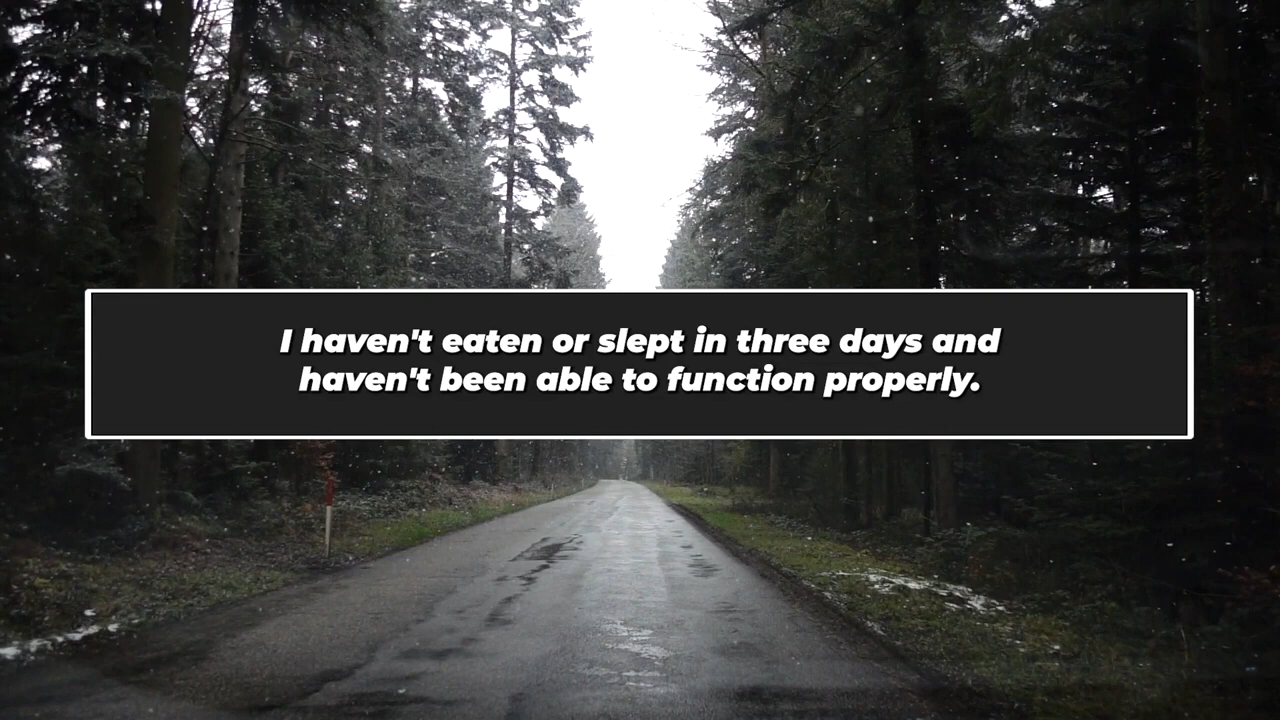 I haven't eaten or slept in three days and
haven't been able to function properly.